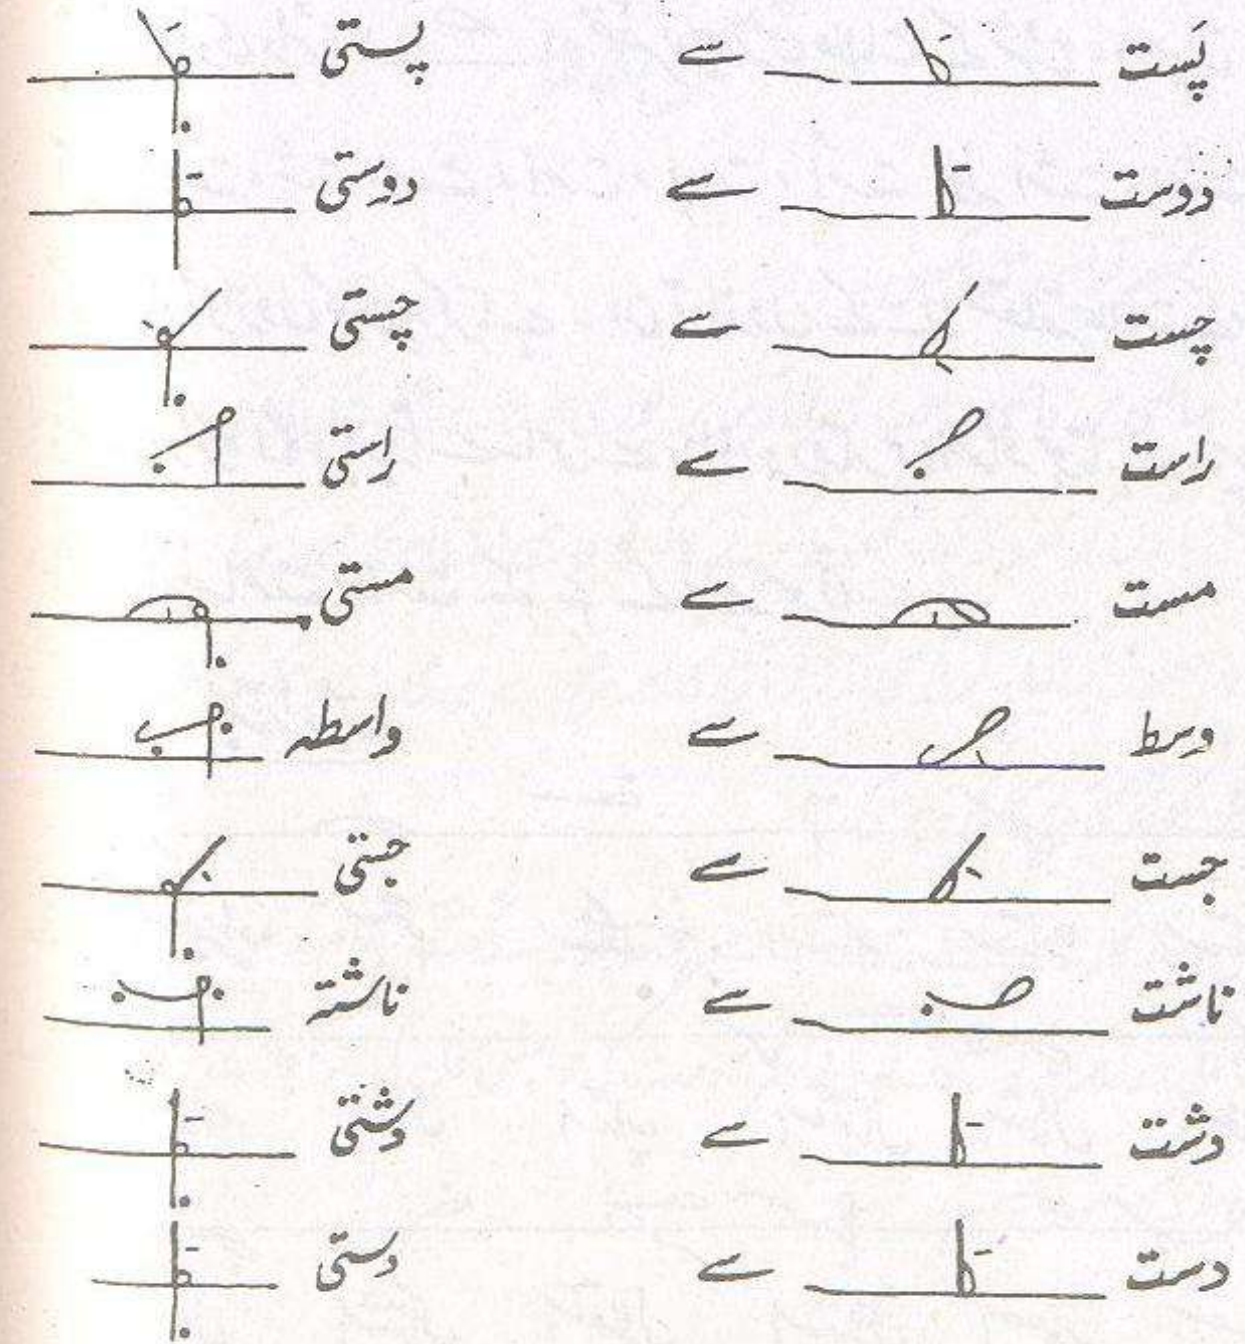 پَست سے پستی
دوست سے دوستی
چست سے چستی
راست سے راستی
مست سے مستی
وسط سے واسطہ
جست سے جستی
ناشت سے ناشتہ
دشت سے دشتی
دست سے دستی